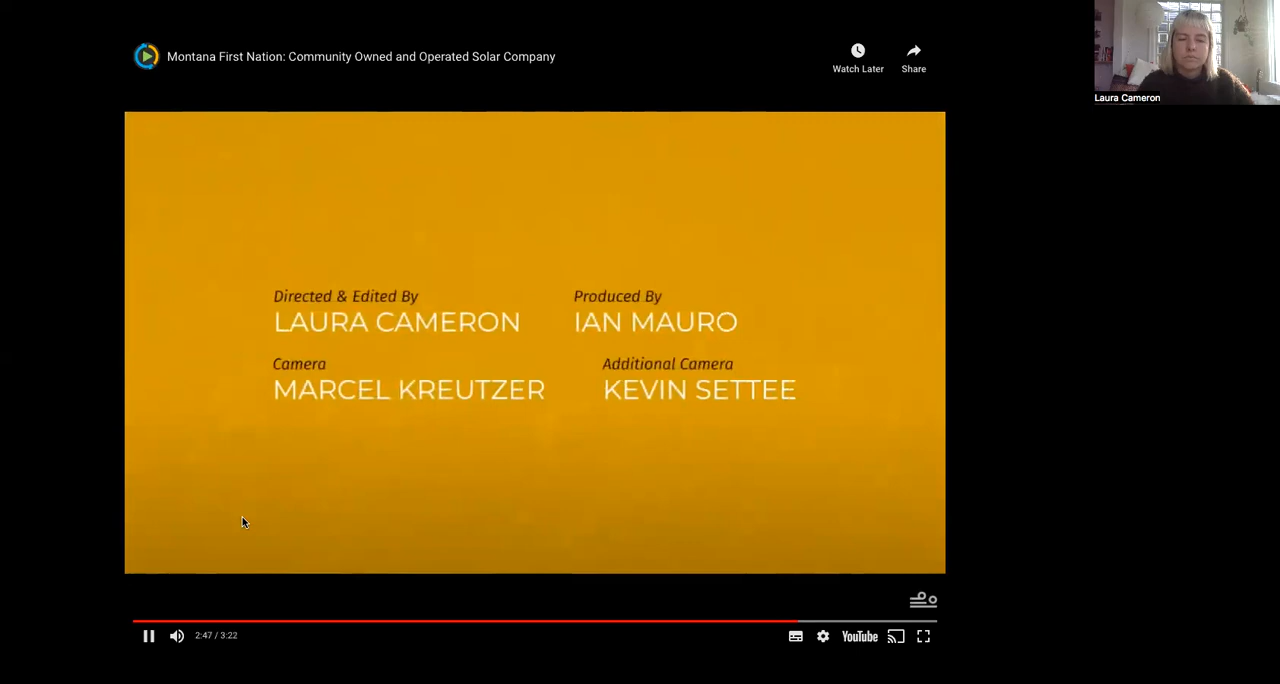 Montana First Nation: Community Owned and Operated Solar Company
Watch Later
Share
Laura Cameron
Directed & Edited By
LAURA CAMERON
Produced By
IAN MAURO
Camera
MARCEL KREUTZER
Additional Camera
KEVIN SETTEE
2:47 / 3:22
YouTube